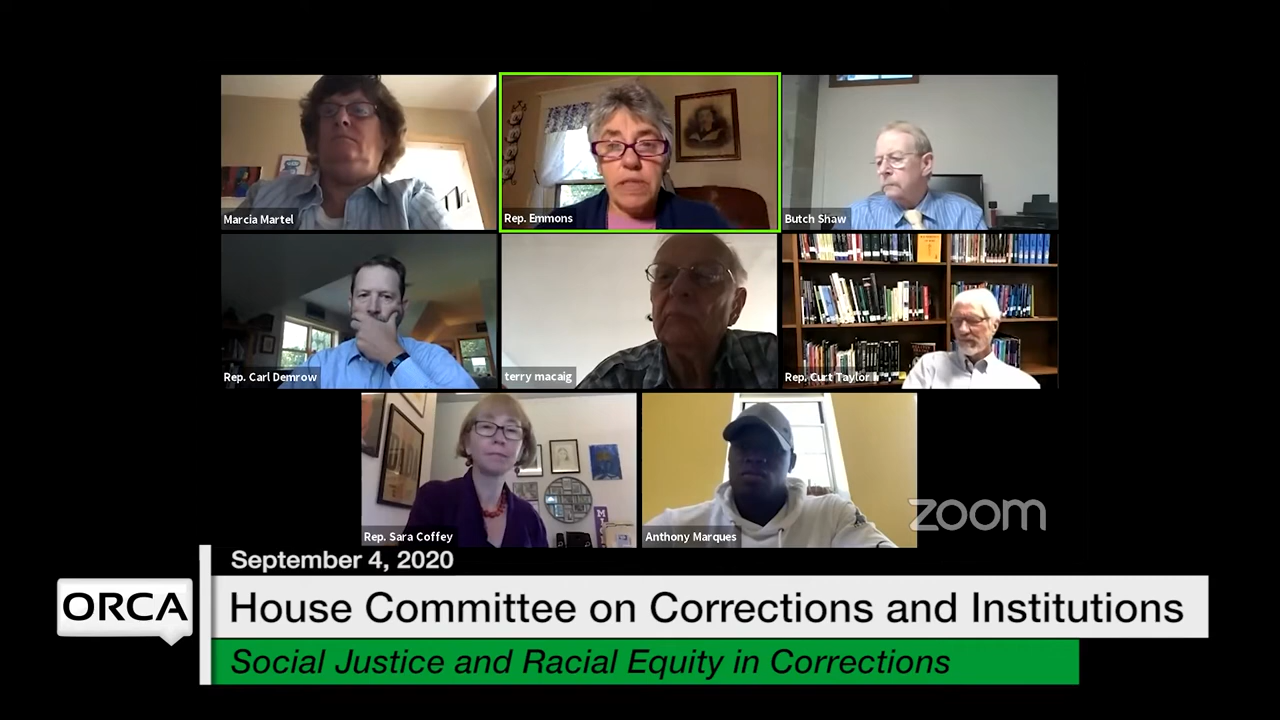 Marcia Martel
Rep. Emmons
Butch Shaw
Rep. Carl Demrow
terry macaig
Rep. Curt Taylor
Rep. Sara Coffey
Anthony Marques
zoom
September 4, 2020
ORCA
House Committee on Corrections and Institutions
Social Justice and Racial Equity in Corrections